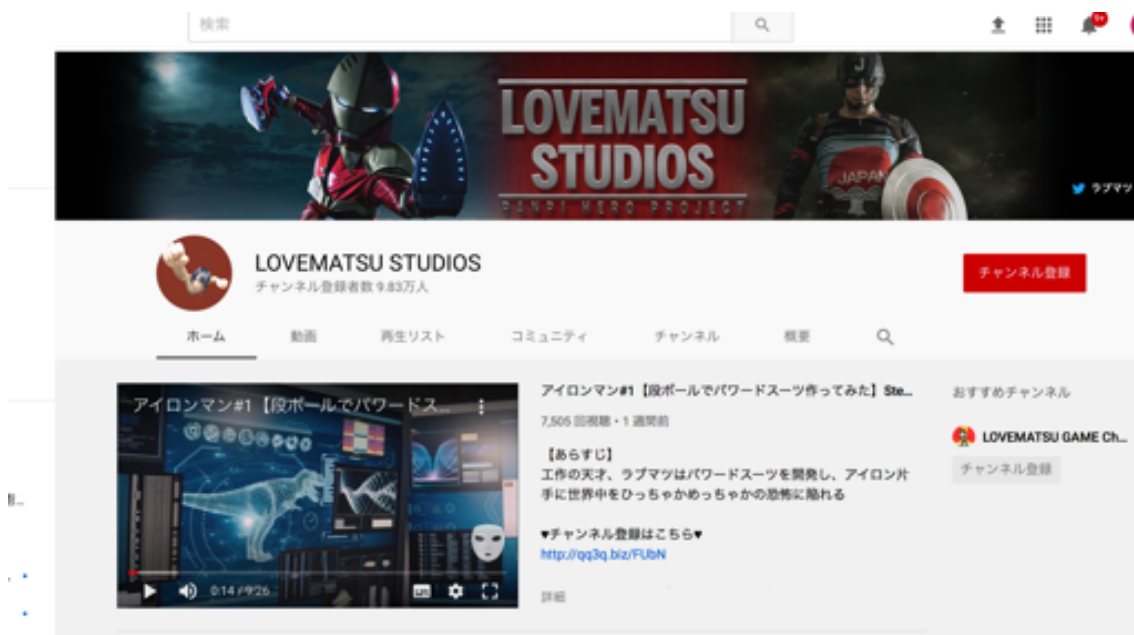 検索
9+
LOVEMATSU
STUDIOS
PANPI HERO PROJECT
J
JAPAN
ラブマツ
LOVEMATSU STUDIOS
チャンネル登録者数 9.83万人
チャンネル登録
ホーム 動画 再生リスト コミュニティ チャンネル 概要
アイロンマン#1【段ボールでパワードス...
0:14 / 9:26
アイロンマン#1【段ボールでパワードスーツ作ってみた】Ste...
7,505 回視聴・1 週間前
【あらすじ】
工作の天才、ラブマツはパワードスーツを開発し、アイロン片
手に世界中をひっちゃかめっちゃかの恐怖に陥れる
♥チャンネル登録はこちら♥
http://qq3q.biz/FUbN
詳細
おすすめチャンネル
LOVEMATSU GAME Ch...
チャンネル登録